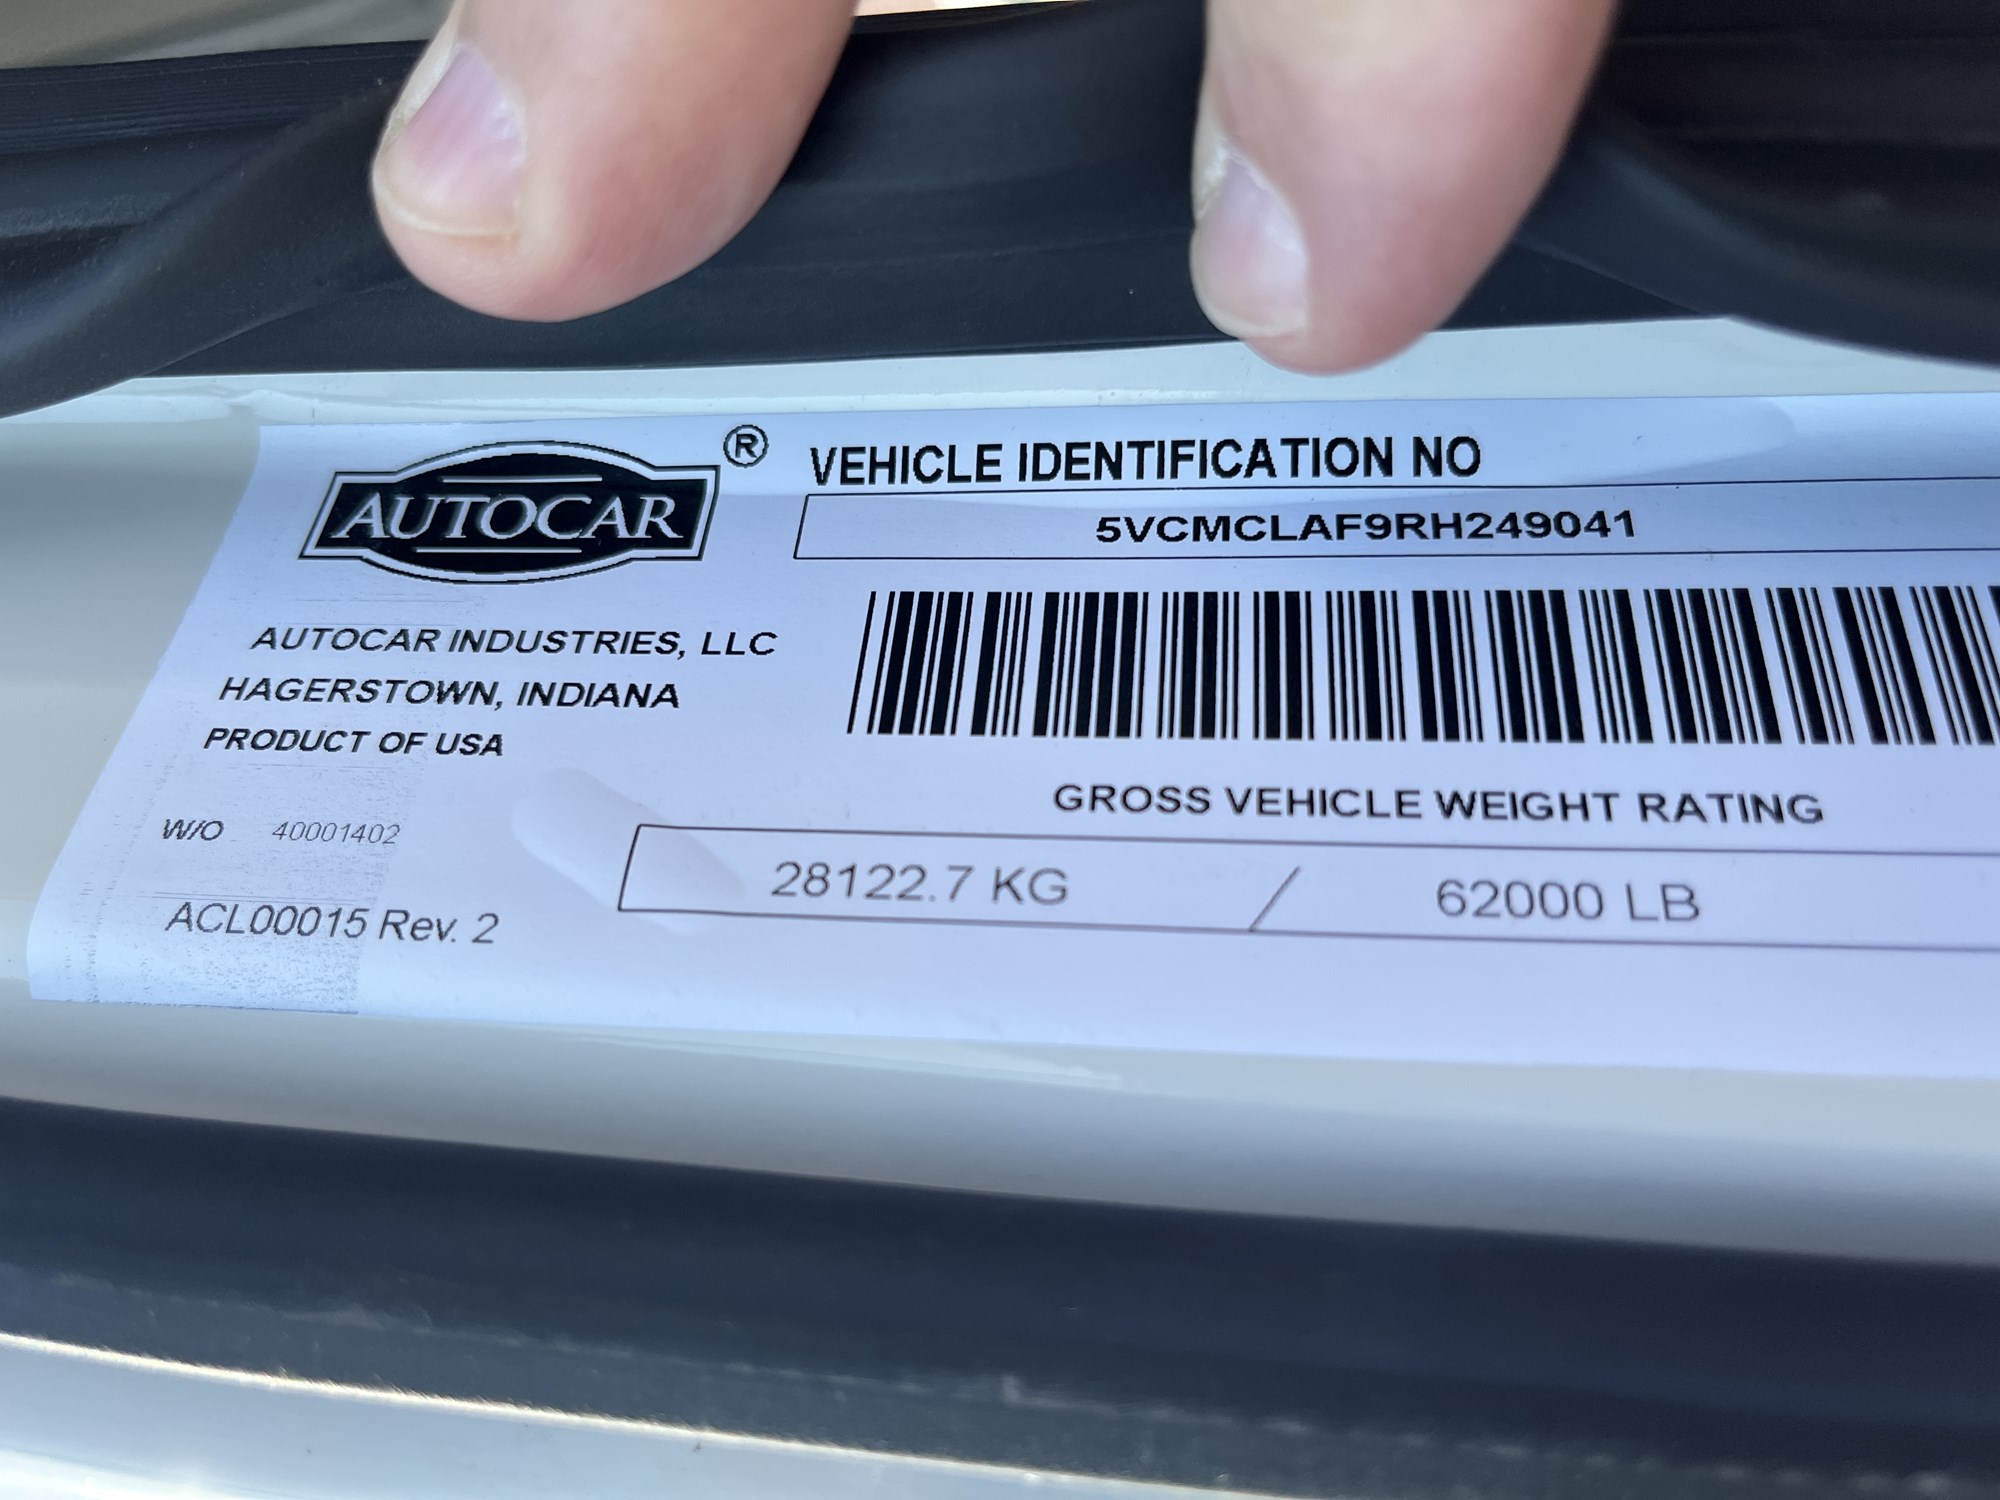 AUTOCAR ®
VEHICLE IDENTIFICATION NO
5VCMCLAF9RH249041
AUTOCAR INDUSTRIES, LLC
HAGERSTOWN, INDIANA
PRODUCT OF USA
GROSS VEHICLE WEIGHT RATING
W/O 40001402
28122.7 KG / 62000 LB
ACL00015 Rev. 2